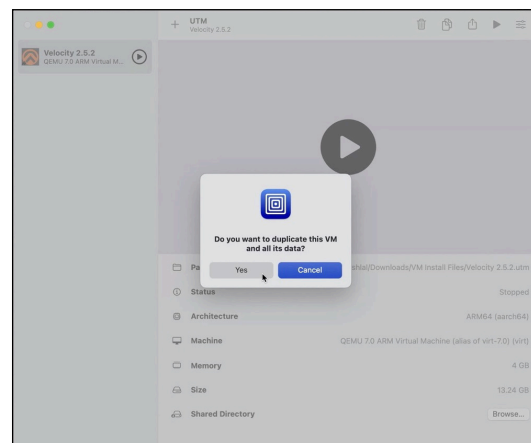 UTM
Velocity 2.5.2
Velocity 2.5.2
QEMU 7.0 ARM Virtual M...
Do you want to duplicate this VM
and all its data?
Yes
Cancel
Pa
shlal/Downloads/VM Install Files/Velocity 2.5.2.utm
Status
Stopped
Architecture
ARM64 (aarch64)
Machine
QEMU 7.0 ARM Virtual Machine (alias of virt-7.0) (virt)
Memory
4 GB
Size
13.24 GB
Shared Directory
Browse...